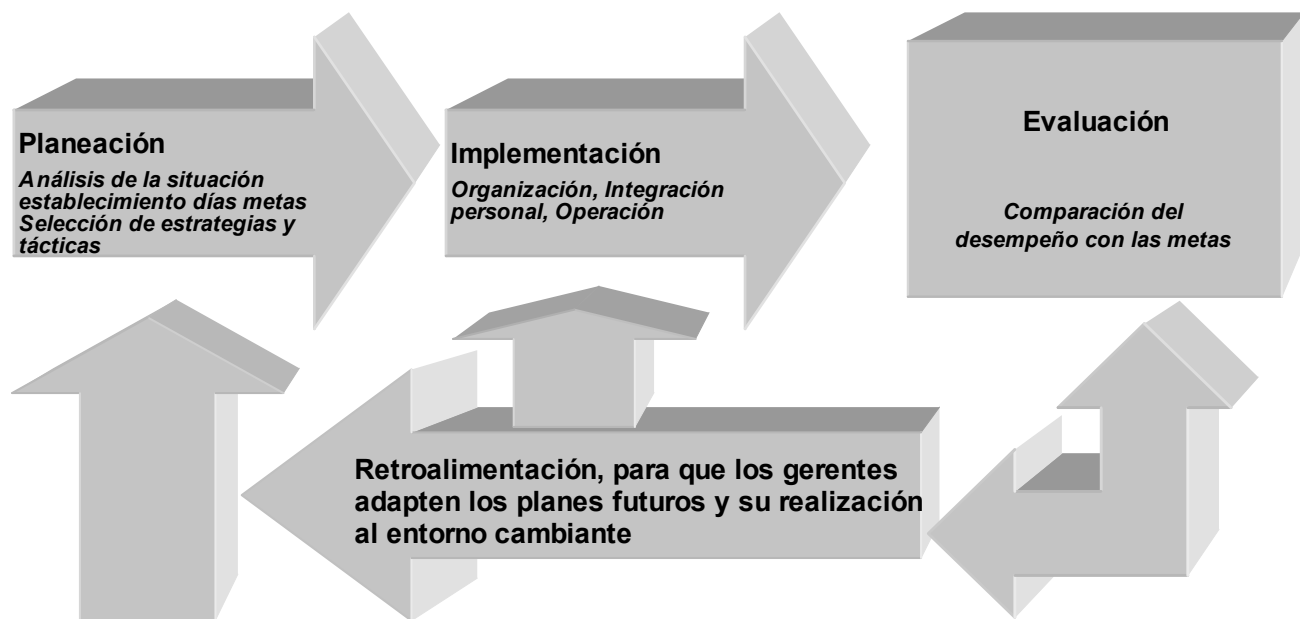 Planeación
Análisis de la situación
establecimiento días metas
Selección de estrategias y
tácticas
Implementación
Organización, Integración
personal, Operación
Evaluación
Comparación del
desempeño con las metas
Retroalimentación, para que los gerentes
adapten los planes futuros y su realización
al entorno cambiante